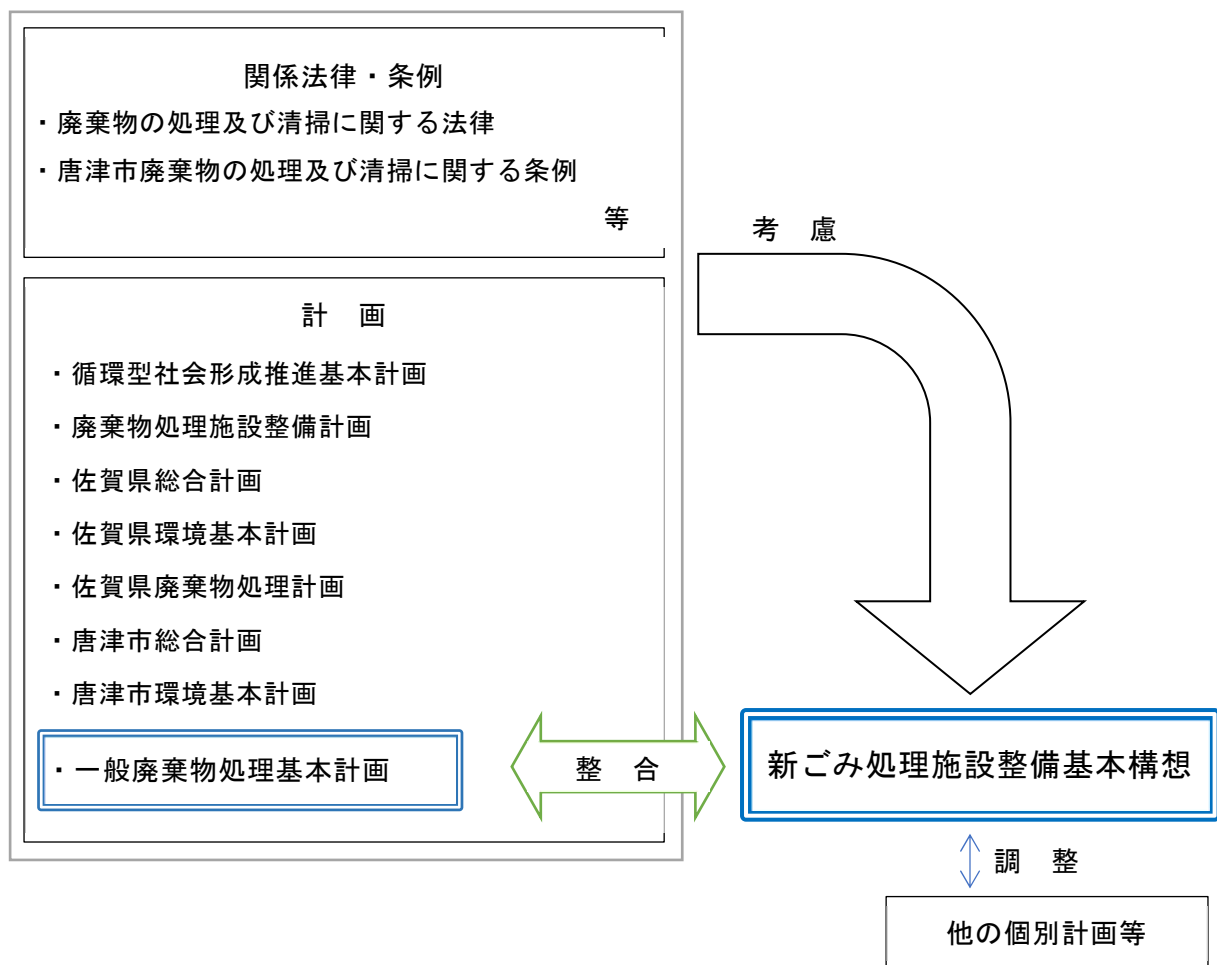 関係法律・条例
・廃棄物の処理及び清掃に関する法律
・唐津市廃棄物の処理及び清掃に関する条例
等
考　慮
計　画
・循環型社会形成推進基本計画
・廃棄物処理施設整備計画
・佐賀県総合計画
・佐賀県環境基本計画
・佐賀県廃棄物処理計画
・唐津市総合計画
・唐津市環境基本計画
・一般廃棄物処理基本計画
整　合
新ごみ処理施設整備基本構想
調　整
他の個別計画等